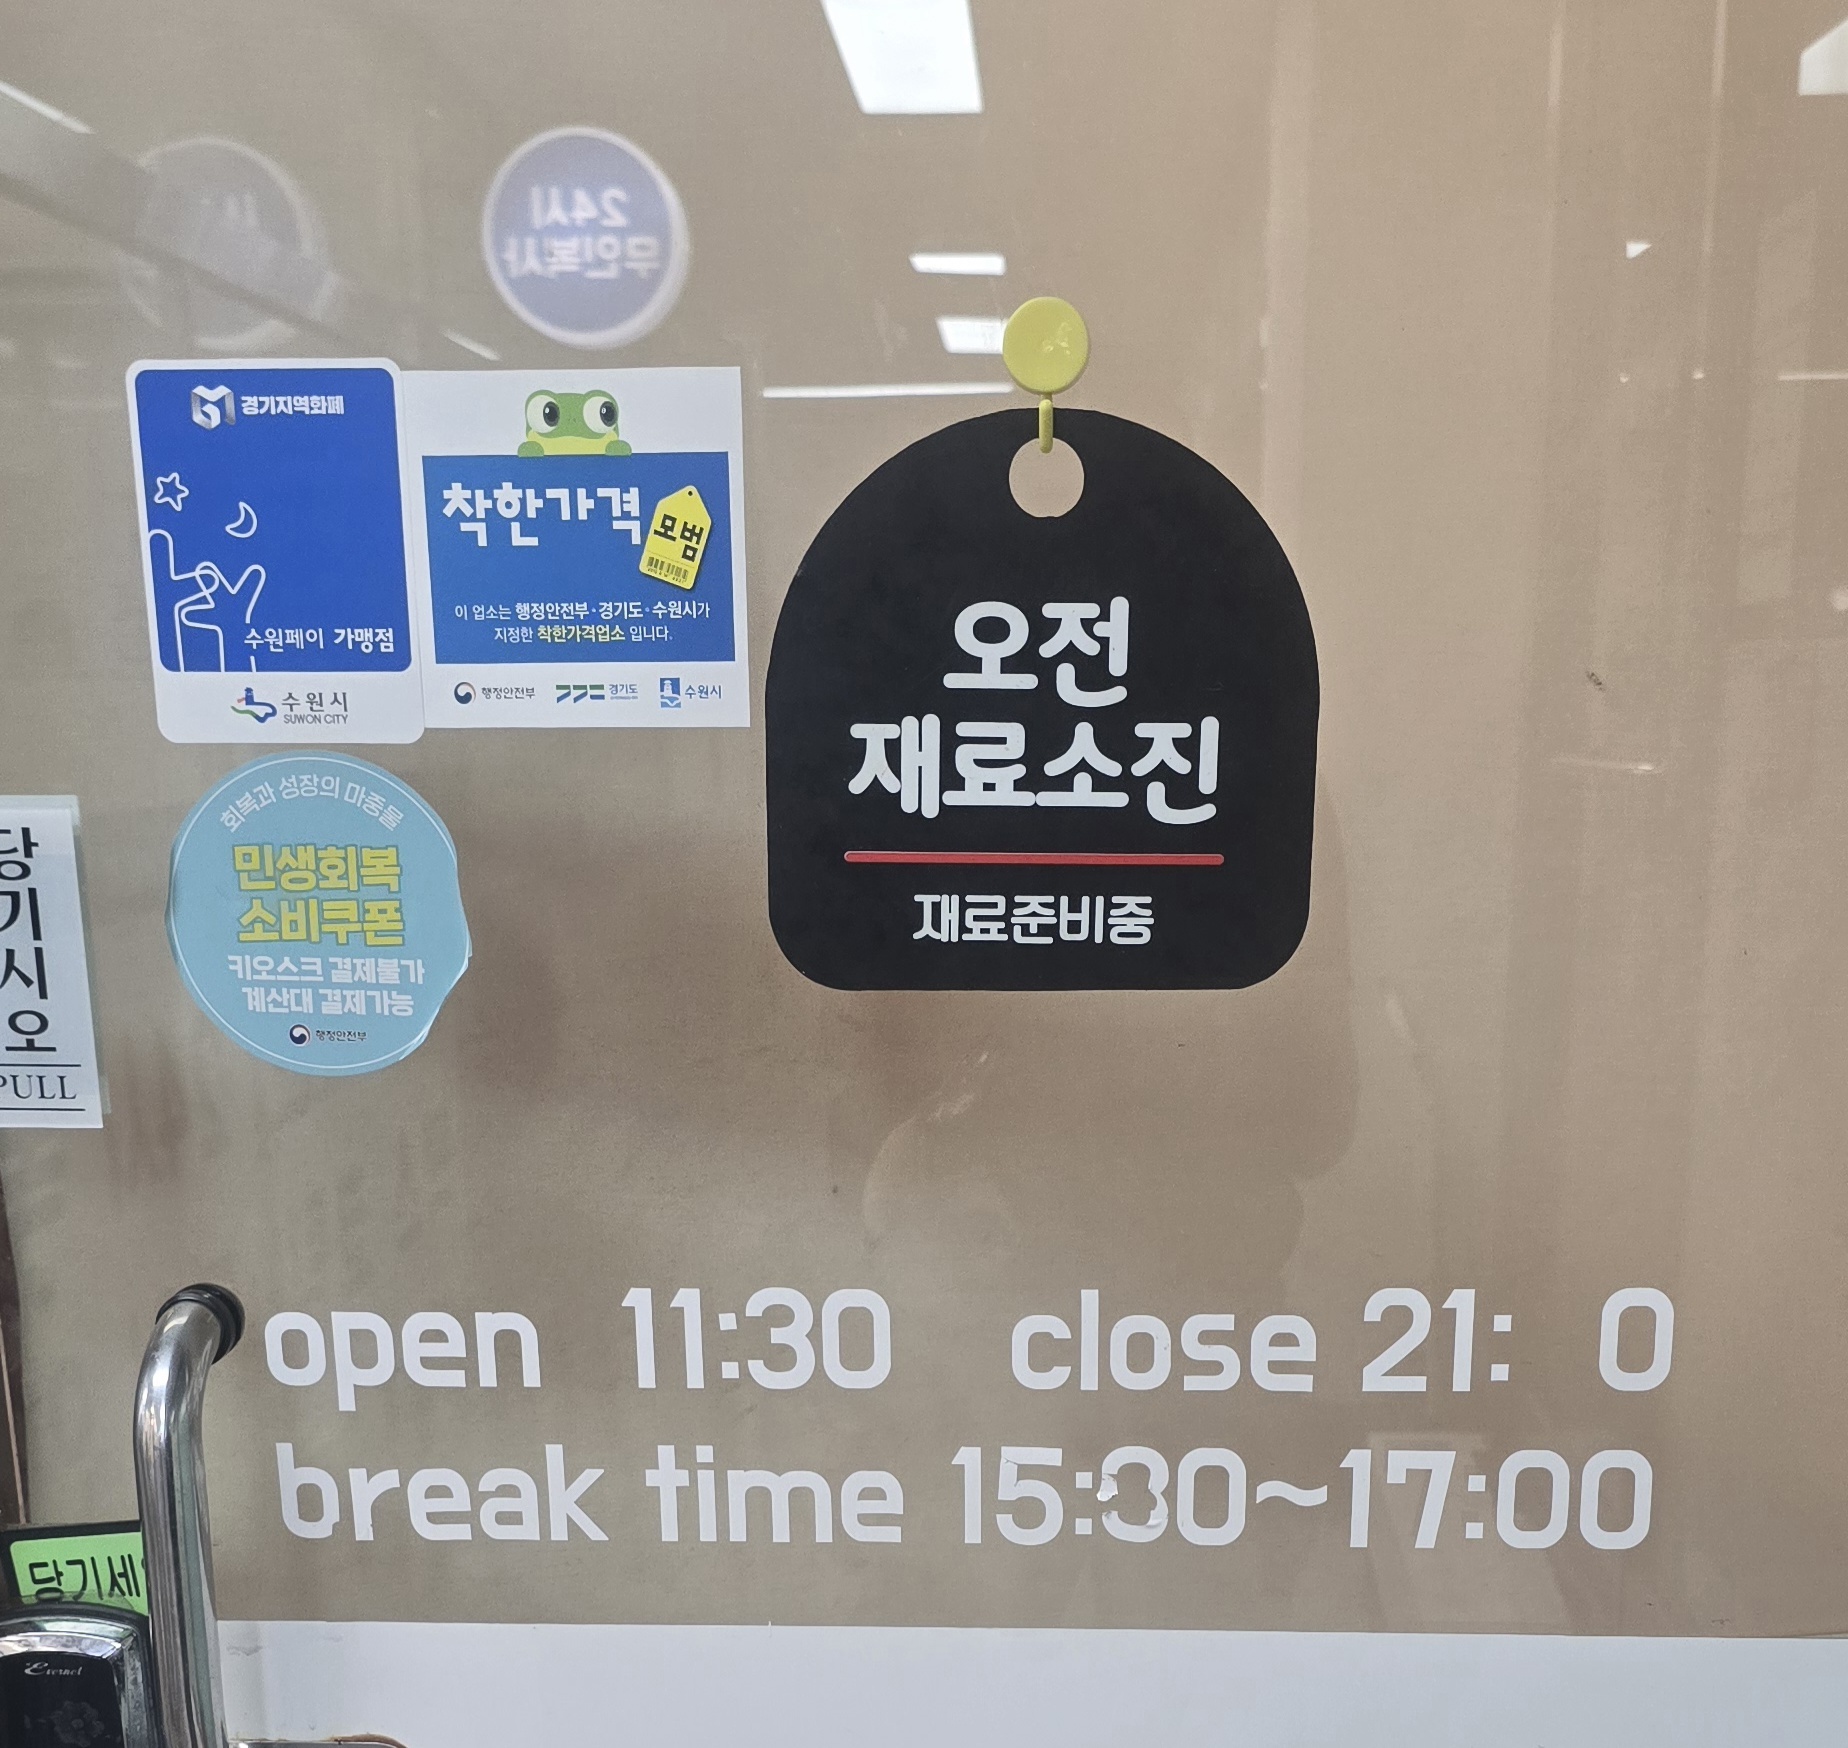 24시
무인복사
경기지역화폐
수원페이 가맹점
수원시
SUWON CITY
착한가격
모범
이 업소는 행정안전부·경기도·수원시가
지정한 착한가격업소 입니다.
행정안전부 경기도 수원시
오전
재료소진
재료준비중
회복과 성장의 마중물
민생회복
소비쿠폰
키오스크 결제불가
계산대 결제가능
행정안전부
당
기
시
오
PULL
open 11:30 close 21: 0
break time 15:30~17:00
당기세
Evernet